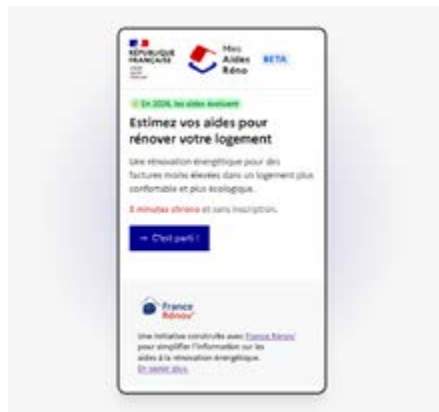 RÉPUBLIQUE
FRANÇAISE
Mes
Aides
Réno
BETA
En 2024, les aides évoluent
Estimez vos aides pour
rénover votre logement
Une rénovation énergétique pour des
factures moins élevées dans un logement plus
confortable et plus écologique.
2 minutes chrono et sans inscription.
→ C'est parti !
France
Rénov'
Une initiative construite avec France Rénov'
pour simplifier l'information sur les
aides à la rénovation énergétique.
En savoir plus.